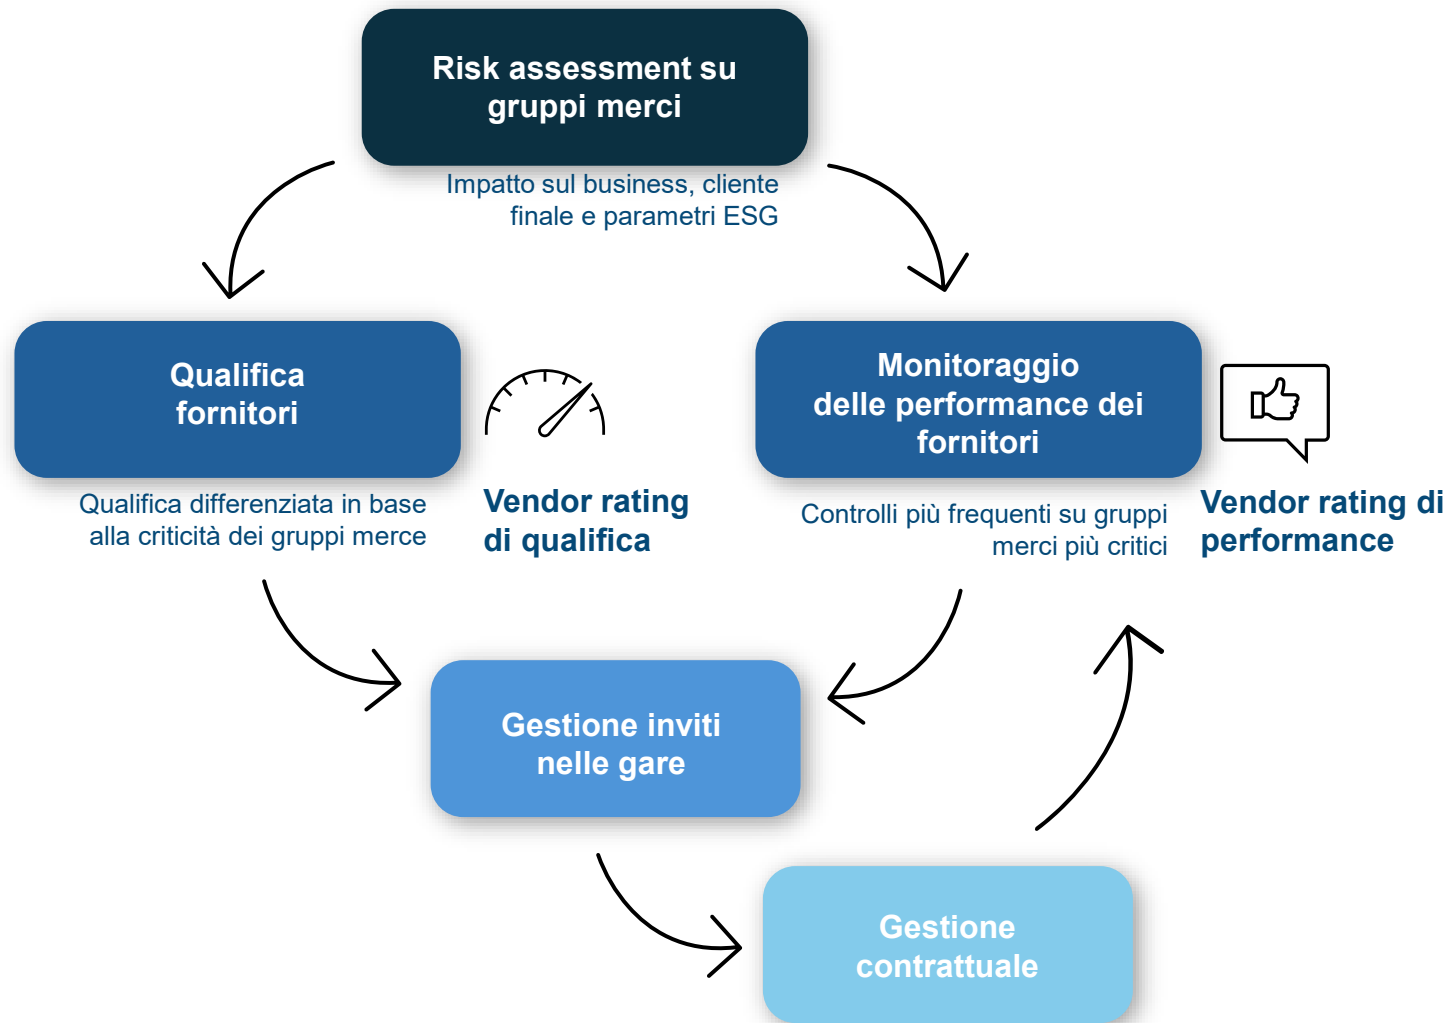 Risk assessment su
gruppi merci
Impatto sul business, cliente
finale e parametri ESG
Qualifica
fornitori
Qualifica differenziata in base
alla criticità dei gruppi merce
Vendor rating
di qualifica
Monitoraggio
delle performance dei
fornitori
Controlli più frequenti su gruppi
merci più critici
Vendor rating di
performance
Gestione inviti
nelle gare
Gestione
contrattuale